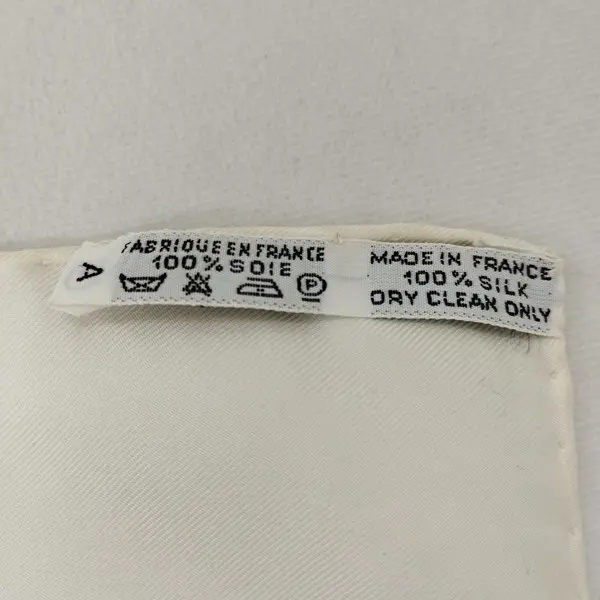 A
FABRIQUE EN FRANCE
100% SOIE
P
MADE IN FRANCE
100% SILK
DRY CLEAN ONLY